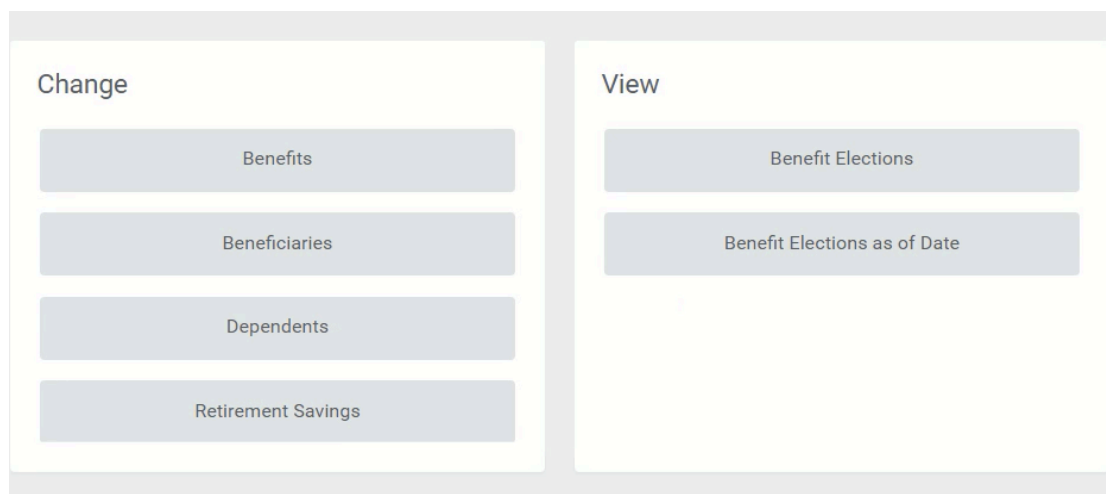 Change
Benefits
Beneficiaries
Dependents
Retirement Savings
View
Benefit Elections
Benefit Elections as of Date